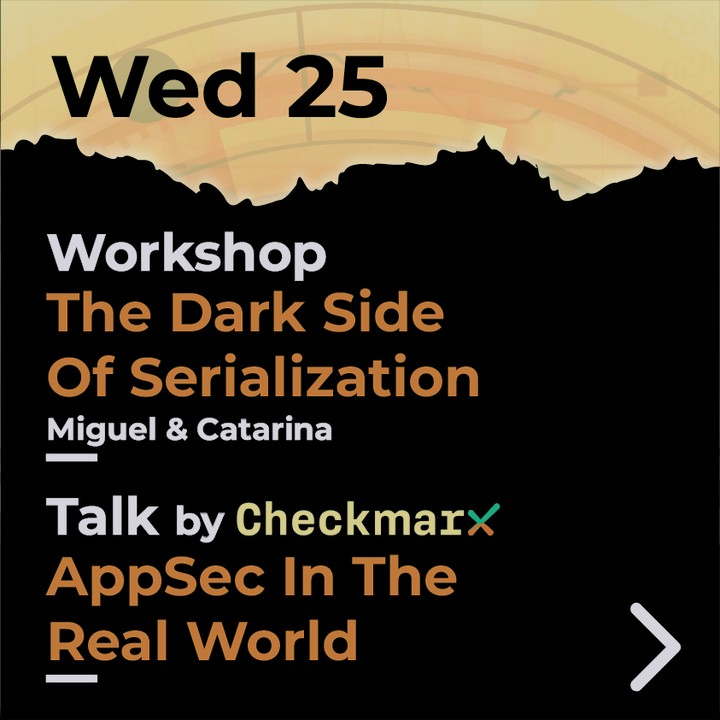 Wed 25
Workshop
The Dark Side
Of Serialization
Miguel & Catarina
Talk by Checkmarx
AppSec In The
Real World